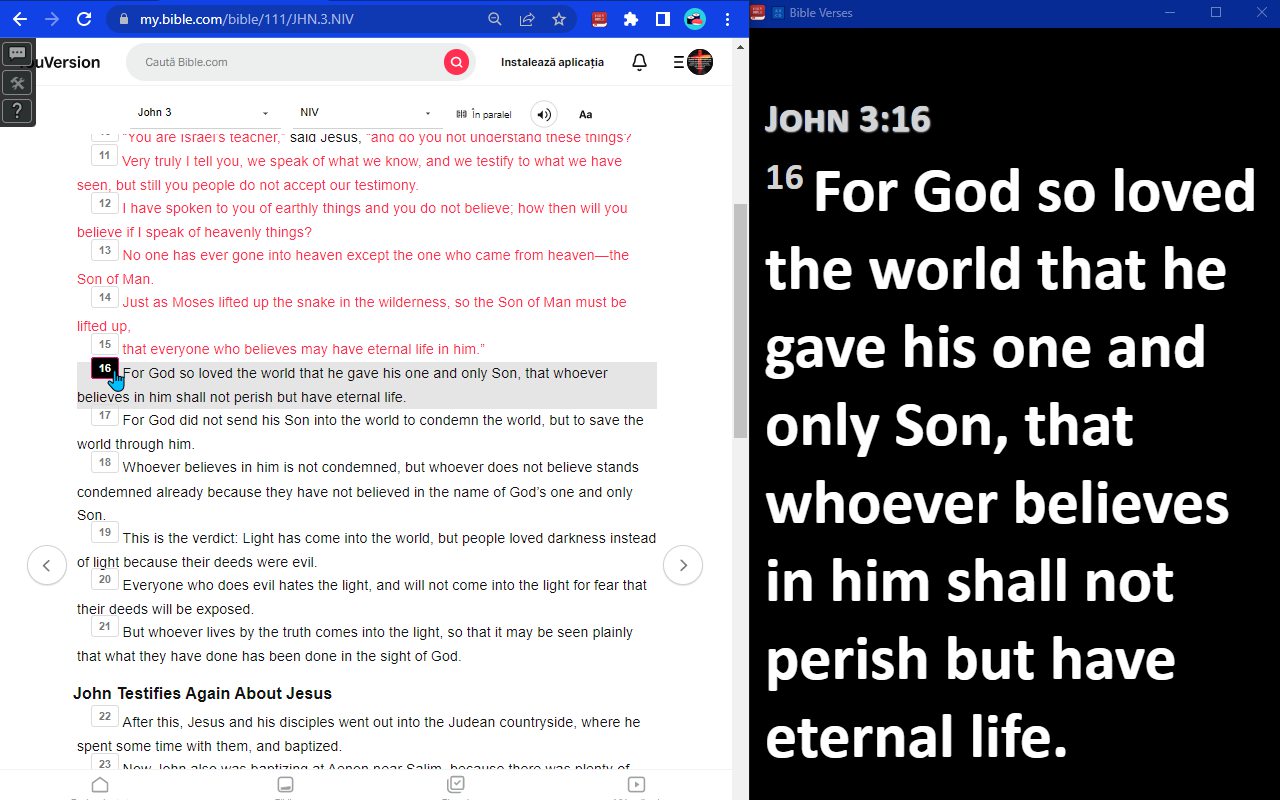 my.bible.com/bible/111/JHN.3.NIV
Bible Verses
uVersion
Caută Bible.com
Instalează aplicația
John 3
NIV
În paralel
Aa
?
"You are Israel's teacher," said Jesus, "and do you not understand these things?
11 Very truly I tell you, we speak of what we know, and we testify to what we have
seen, but still you people do not accept our testimony.
12 I have spoken to you of earthly things and you do not believe; how then will you
believe if I speak of heavenly things?
13 No one has ever gone into heaven except the one who came from heaven—the
Son of Man.
14 Just as Moses lifted up the snake in the wilderness, so the Son of Man must be
lifted up,
15 that everyone who believes may have eternal life in him.”
16 For God so loved the world that he gave his one and only Son, that whoever
believes in him shall not perish but have eternal life.
17 For God did not send his Son into the world to condemn the world, but to save the
world through him.
18 Whoever believes in him is not condemned, but whoever does not believe stands
condemned already because they have not believed in the name of God’s one and only
Son.
19 This is the verdict: Light has come into the world, but people loved darkness instead
of light because their deeds were evil.
20 Everyone who does evil hates the light, and will not come into the light for fear that
their deeds will be exposed.
21 But whoever lives by the truth comes into the light, so that it may be seen plainly
that what they have done has been done in the sight of God.
John Testifies Again About Jesus
22 After this, Jesus and his disciples went out into the Judean countryside, where he
spent some time with them, and baptized.
23 Now John also was baptizing at Aenon near Salim, because there was plenty of
John 3:16
16 For God so loved
the world that he
gave his one and
only Son, that
whoever believes
in him shall not
perish but have
eternal life.